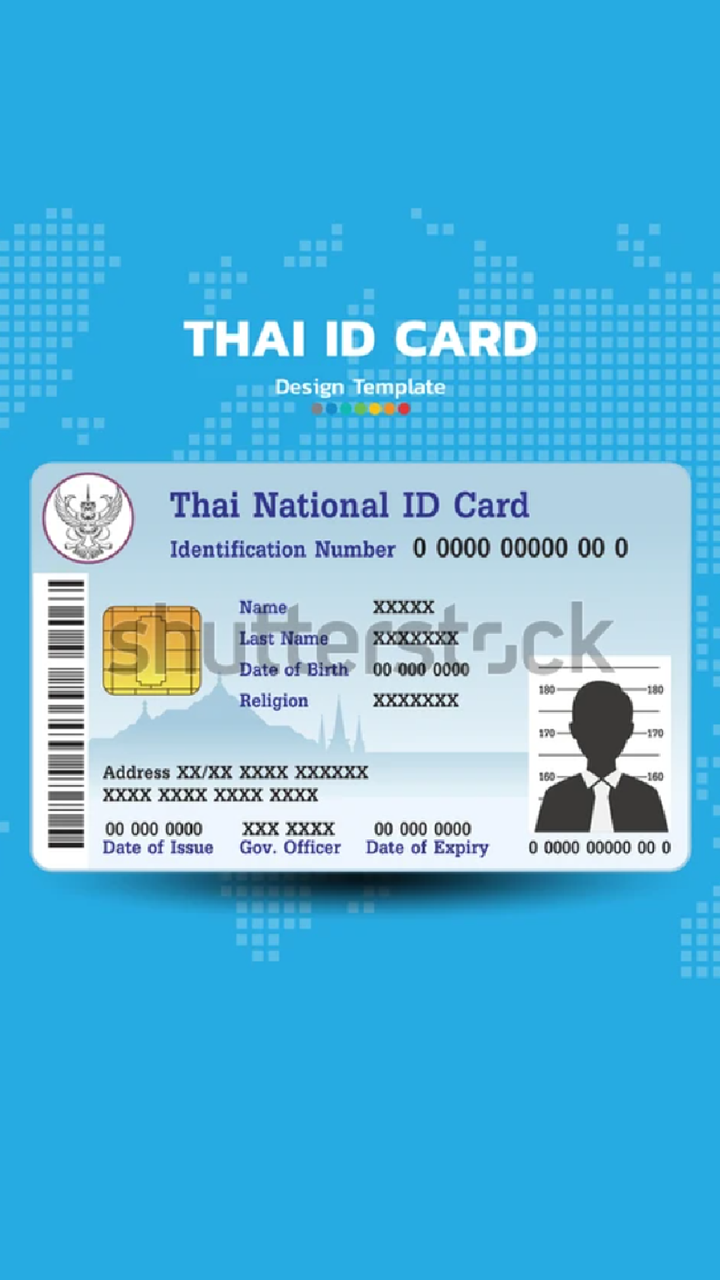 THAI ID CARD
Design Template
Thai National ID Card
Identification Number 0 0000 00000 00 0
Name XXXXX
shutterstock
Last Name XXXXXXX
Date of Birth 00 000 0000
Religion XXXXXXX
180 180
170 170
160 160
Address XX/XX XXXX XXXXXX
XXXX XXXX XXXX XXXX
00 000 0000 XXX XXXX 00 000 0000
Date of Issue Gov. Officer Date of Expiry
0 0000 00000 00 0